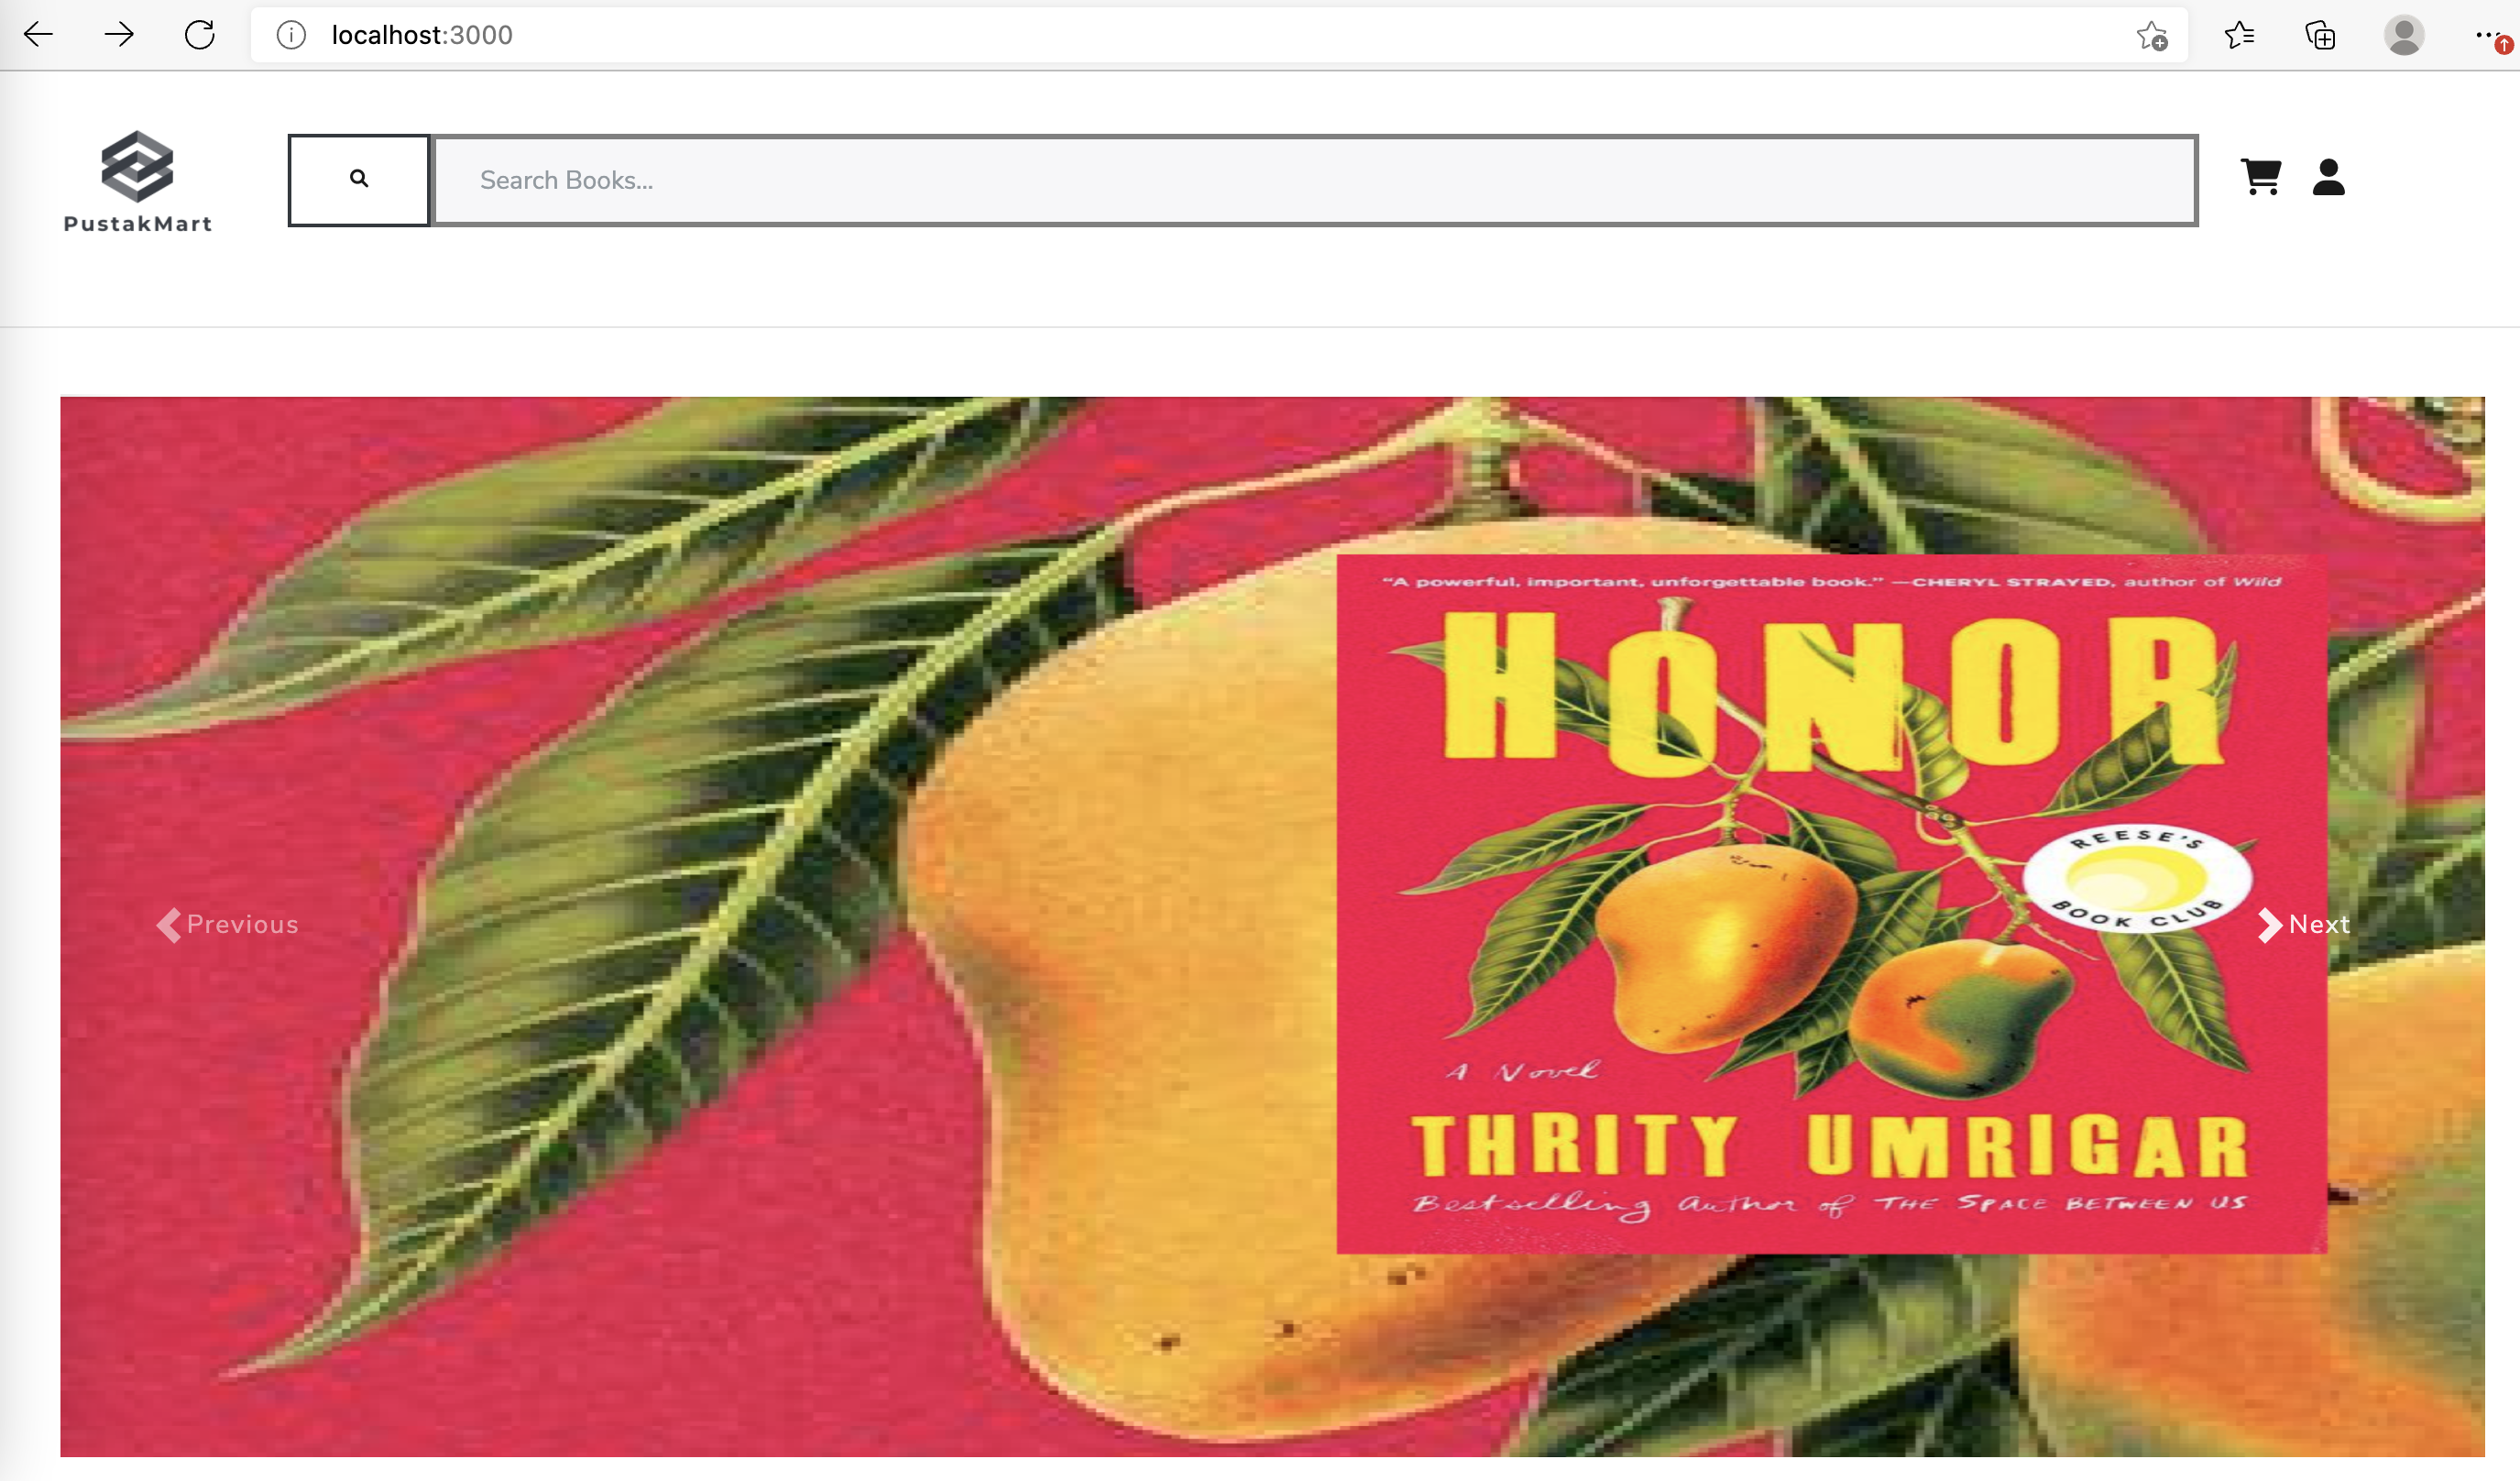 localhost:3000
PustakMart
Search Books...
“A powerful, important, unforgettable book.” —CHERYL STRAYED, author of Wild
HONOR
REESE'S
BOOK CLUB
Previous
Next
A Novel
THRITY UMRIGAR
Bestselling Author of THE SPACE BETWEEN US